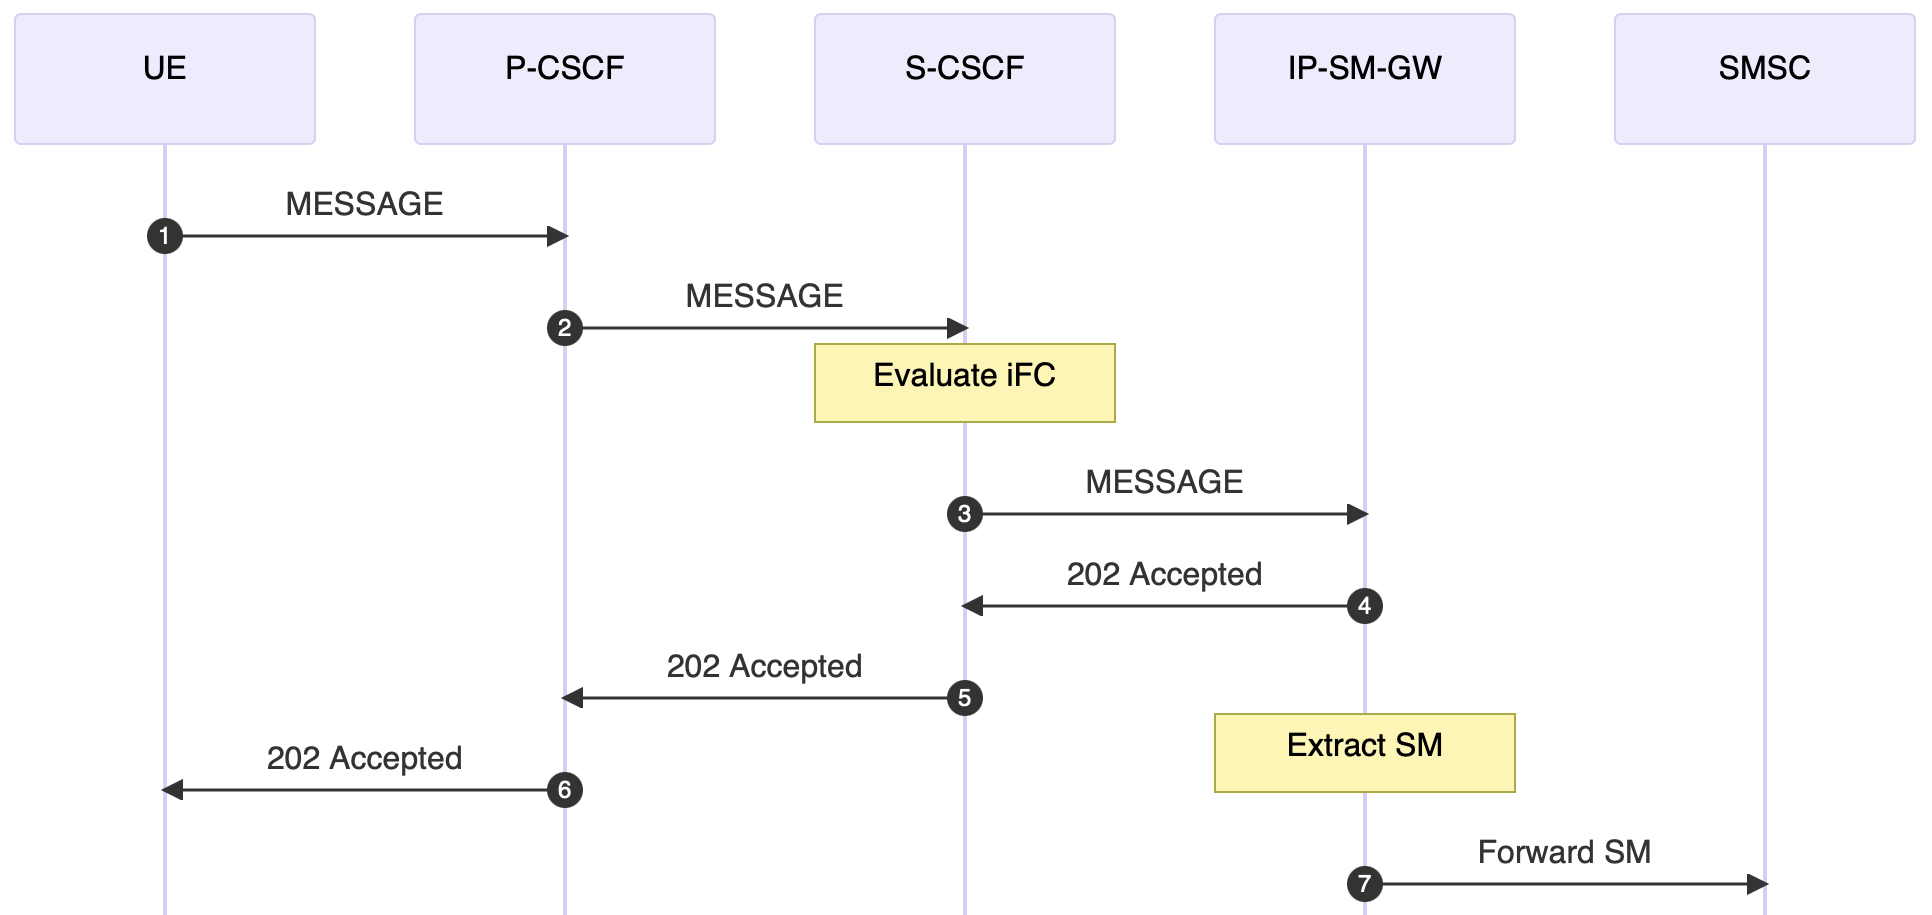 UE
P-CSCF
S-CSCF
IP-SM-GW
SMSC
MESSAGE
1
MESSAGE
2
Evaluate iFC
MESSAGE
3
202 Accepted
4
202 Accepted
5
Extract SM
202 Accepted
6
Forward SM
7